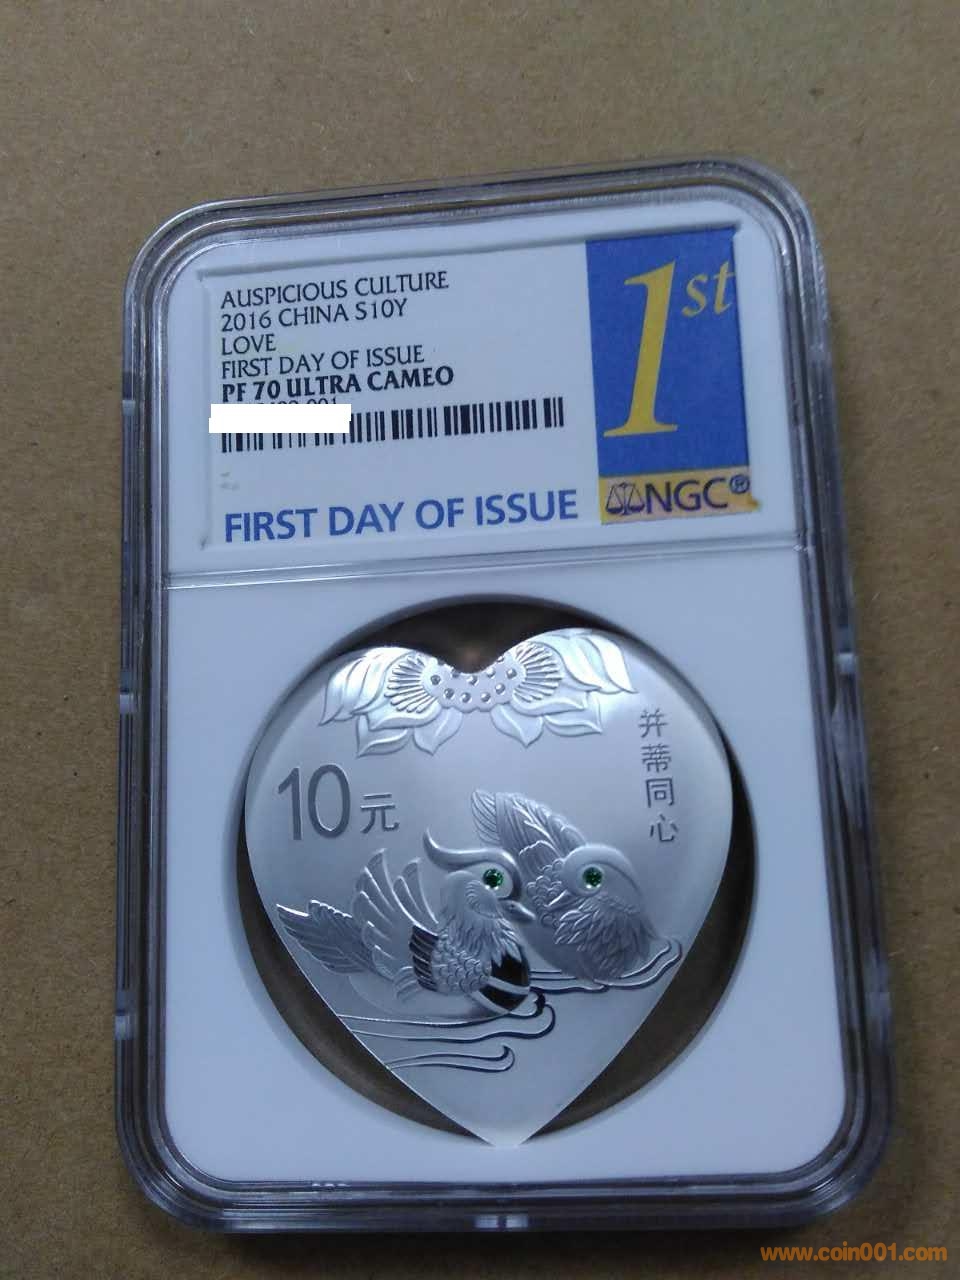 AUSPICIOUS CULTURE
2016 CHINA S10Y
LOVE
FIRST DAY OF ISSUE
PF 70 ULTRA CAMEO
FIRST DAY OF ISSUE
1st
NGC®
并蒂同心
10元
www.coin001.com